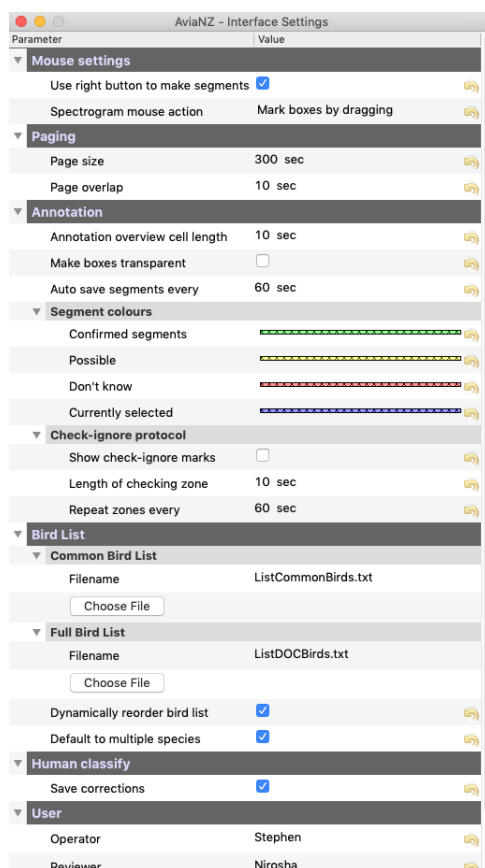 AviaNZ - Interface Settings
Parameter Value
Mouse settings
Use right button to make segments
Spectrogram mouse action Mark boxes by dragging
Paging
Page size 300 sec
Page overlap 10 sec
Annotation
Annotation overview cell length 10 sec
Make boxes transparent
Auto save segments every 60 sec
Segment colours
Confirmed segments
Possible
Don't know
Currently selected
Check-ignore protocol
Show check-ignore marks
Length of checking zone 10 sec
Repeat zones every 60 sec
Bird List
Common Bird List
Filename ListCommonBirds.txt
Choose File
Full Bird List
Filename ListDOCBirds.txt
Choose File
Dynamically reorder bird list
Default to multiple species
Human classify
Save corrections
User
Operator Stephen
Reviewer Nirosha